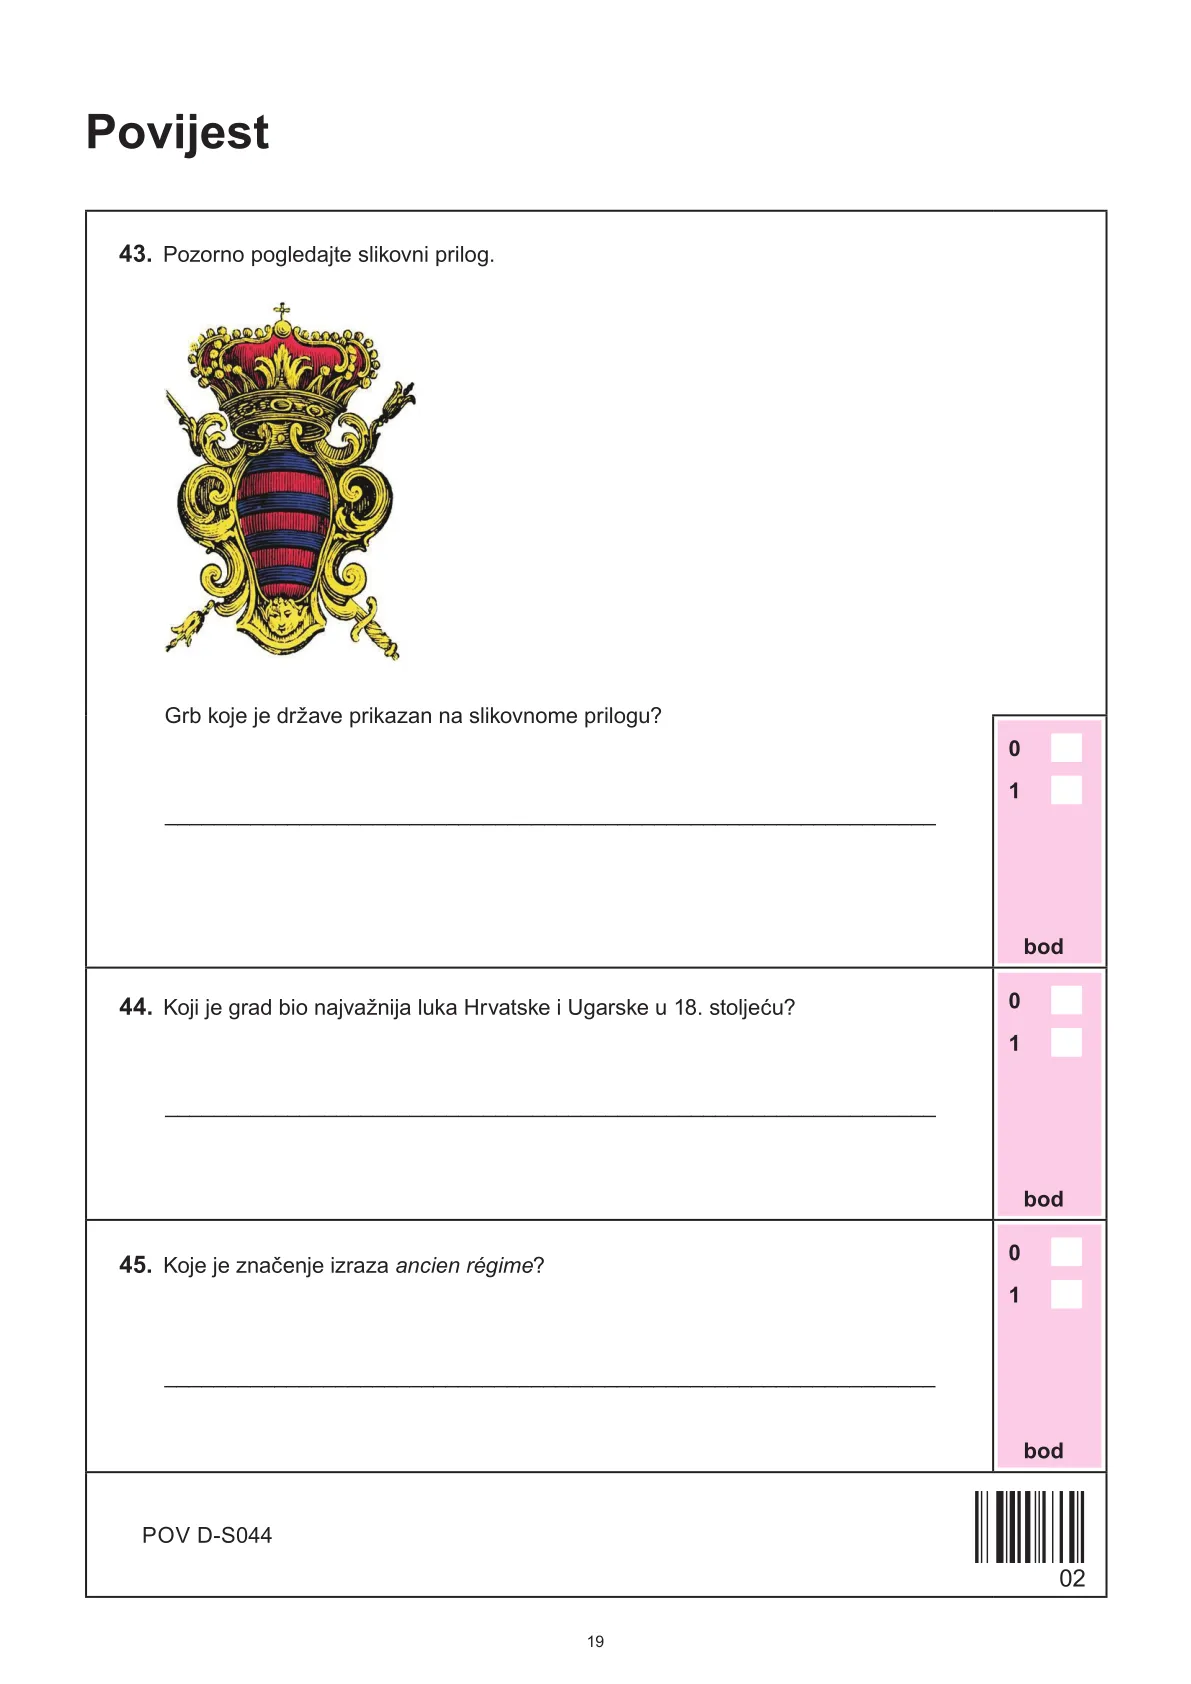 Povijest
43. Pozorno pogledajte slikovni prilog.
Grb koje je države prikazan na slikovnome prilogu?
0
1
bod
44. Koji je grad bio najvažnija luka Hrvatske i Ugarske u 18. stoljeću?
0
1
bod
45. Koje je značenje izraza ancien régime?
0
1
bod
POV D-S044
02
19